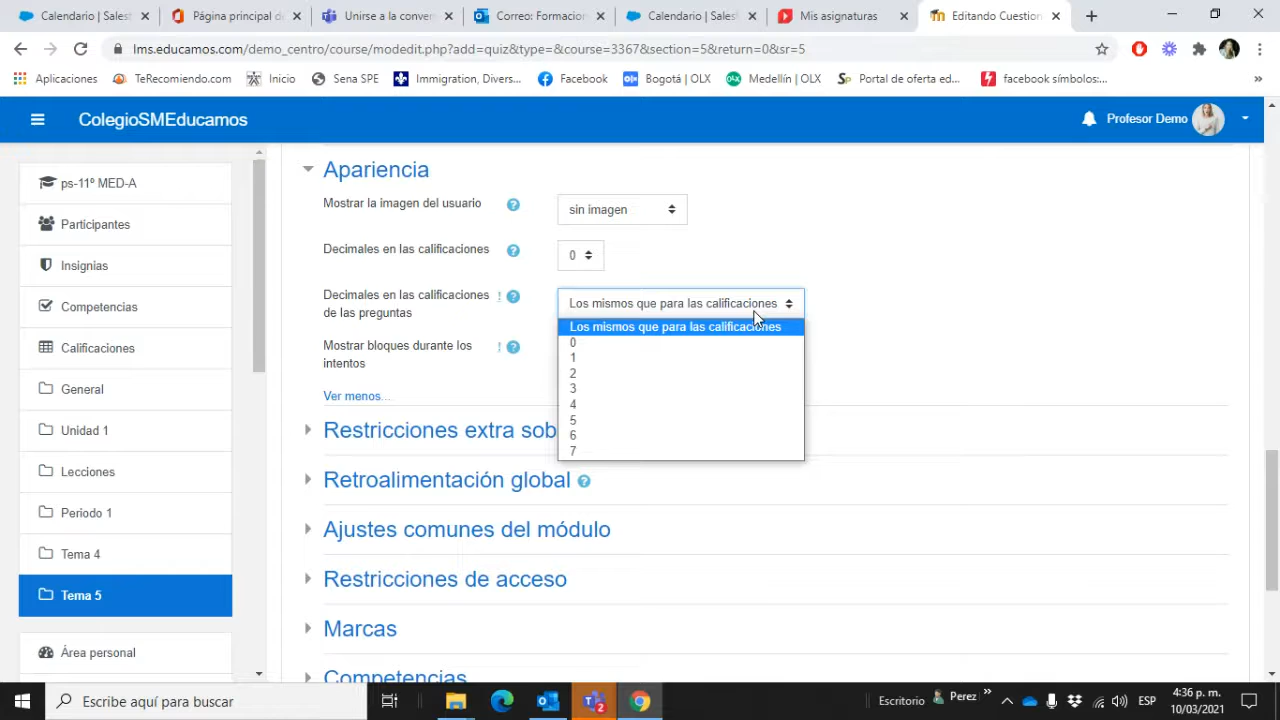 Calendario | Salesf
Página principal d
Unirse a la conver
Correo: Formacion
Calendario | Salesf
Mis asignaturas
Editando Cuestion
lms.educamos.com/demo_centro/course/modedit.php?add=quiz&type=&course=3367&section=5&return=0&sr=5
Aplicaciones
TeRecomiendo.com
Inicio
Sena SPE
Immigration, Divers...
Facebook
Bogotá | OLX
Medellín | OLX
Portal de oferta ed...
facebook símbolos:...
»
ColegioSMEducamos
Profesor Demo
ps-11º MED-A
Participantes
Insignias
Competencias
Calificaciones
General
Unidad 1
Lecciones
Periodo 1
Tema 4
Tema 5
Área personal
Apariencia
Mostrar la imagen del usuario
sin imagen
Decimales en las calificaciones
0
Decimales en las calificaciones
de las preguntas
Los mismos que para las calificaciones
Los mismos que para las calificaciones
0
1
2
3
4
5
6
7
Mostrar bloques durante los
intentos
Ver menos...
Restricciones extra sob
Retroalimentación global
Ajustes comunes del módulo
Restricciones de acceso
Marcas
Competencias
Escribe aquí para buscar
2
Escritorio
Perez
»
ESP
4:36 p. m.
10/03/2021